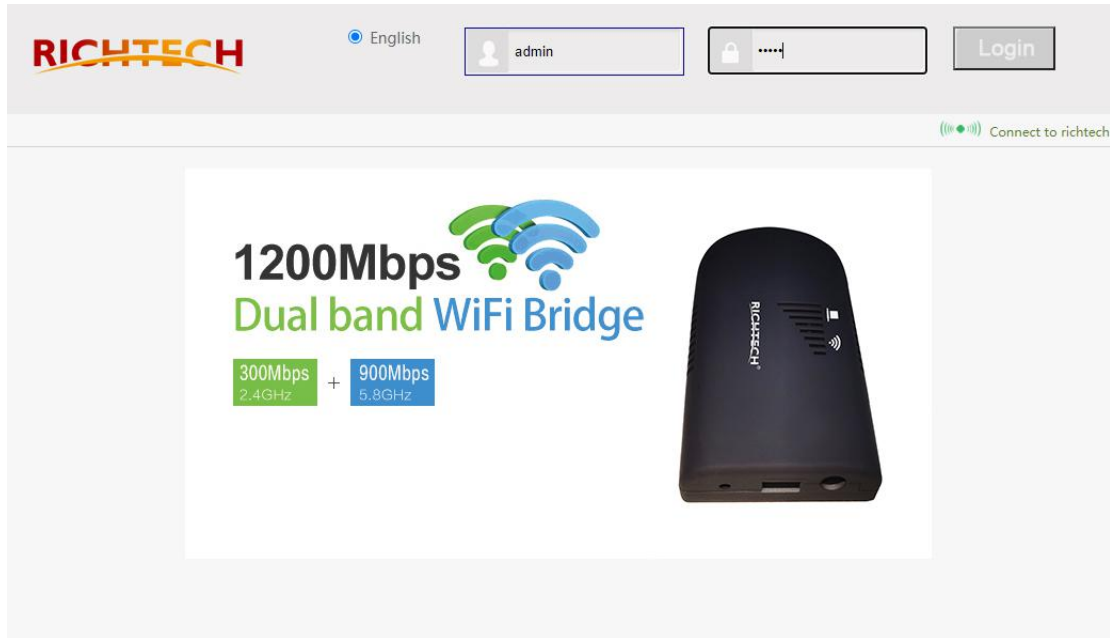 RICHTECH
English
admin
•••••
Login
Connect to richtech
1200Mbps
Dual band WiFi Bridge
300Mbps + 900Mbps
2.4GHz 5.8GHz
RICHTECH®